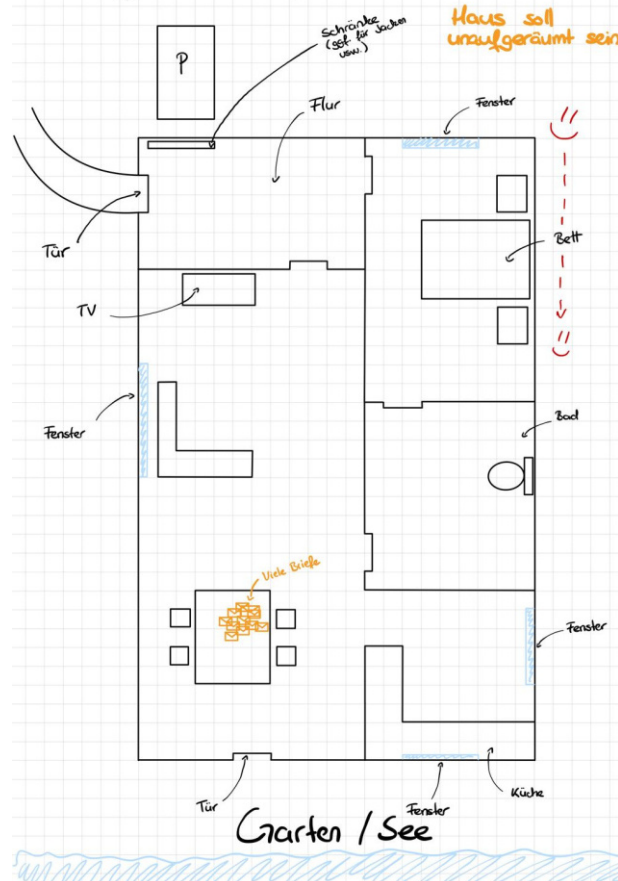 Haus soll
unaufgeräumt sein
Schränke
(ggf. für Jacken
usw.)
P
Flur
Fenster
Tür
Bett
TV
Fenster
Bad
Viele Briefe
Fenster
Tür
Fenster
Küche
Garten / See